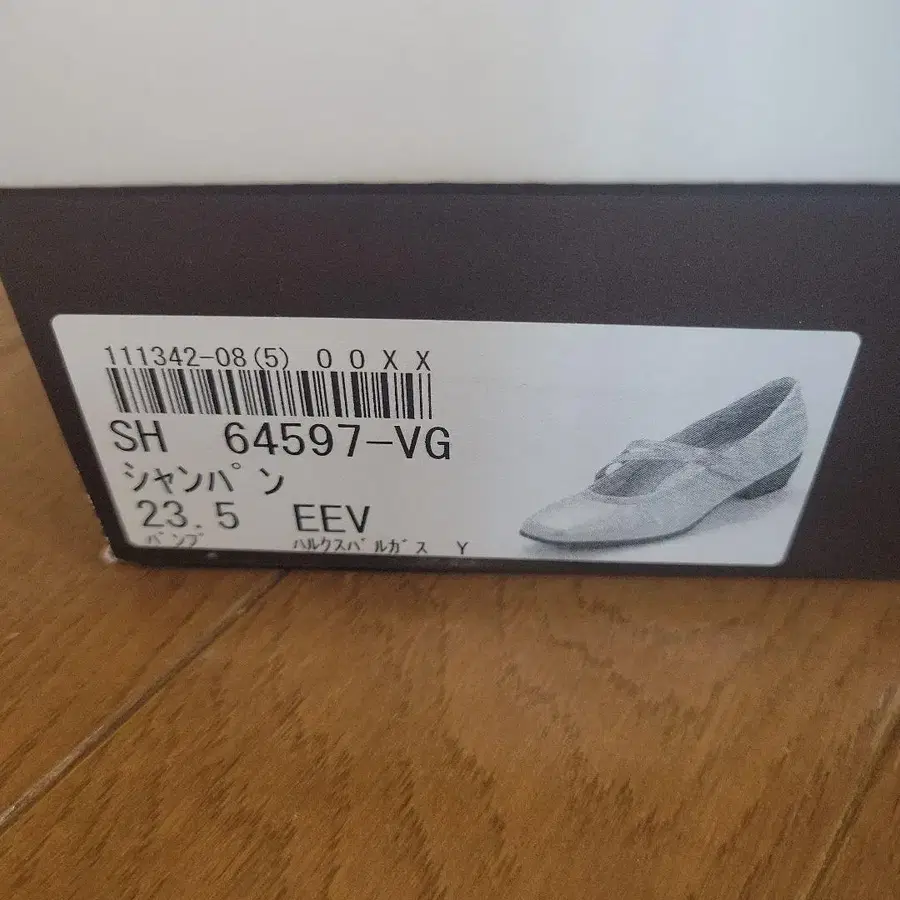 111342-08(5) O O X X
SH 64597-VG
シャンパン
23.5 EEV
パンプ ハルクスバルガス Y